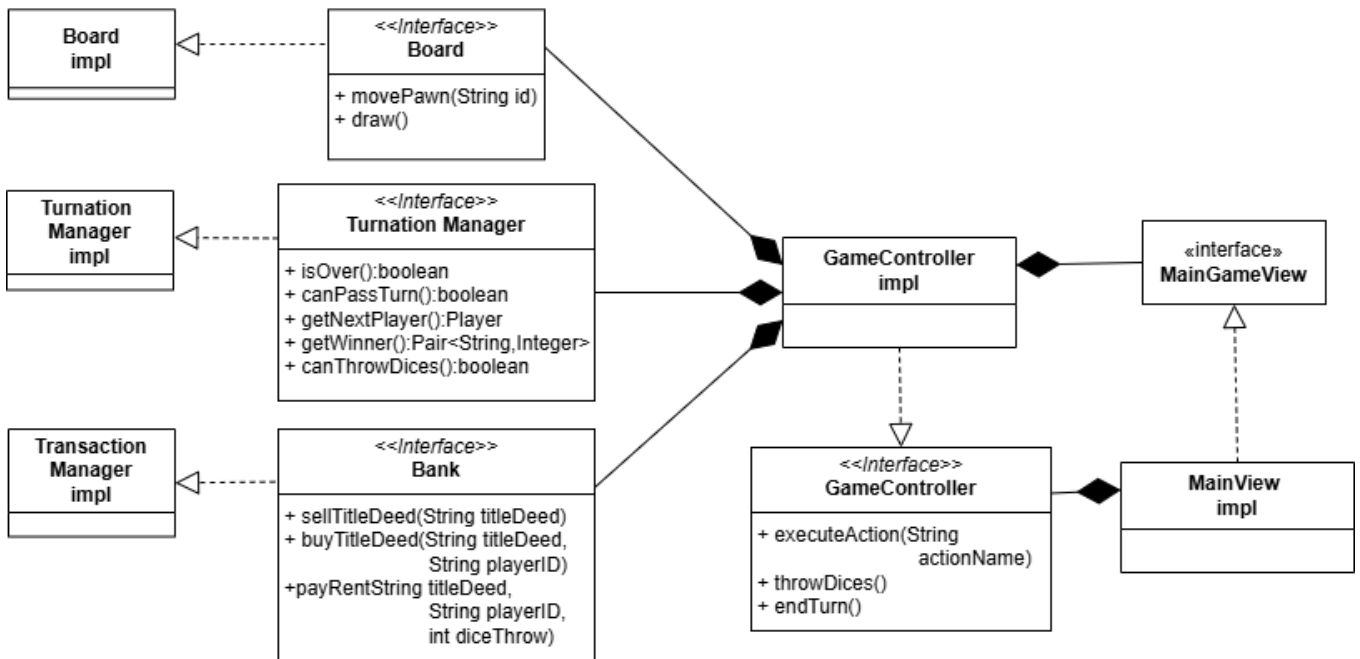 Board
impl
<<Interface>>
Board
+ movePawn(String id)
+ draw()
Turnation
Manager
impl
<<Interface>>
Turnation Manager
+ isOver():boolean
+ canPassTurn():boolean
+ getNextPlayer():Player
+ getWinner():Pair<String,Integer>
+ canThrowDices():boolean
Transaction
Manager
impl
<<Interface>>
Bank
+ sellTitleDeed(String titleDeed)
+ buyTitleDeed(String titleDeed,
String playerID)
+payRentString titleDeed,
String playerID,
int diceThrow)
GameController
impl
«interface»
MainGameView
<<Interface>>
GameController
+ executeAction(String
actionName)
+ throwDices()
+ endTurn()
MainView
impl